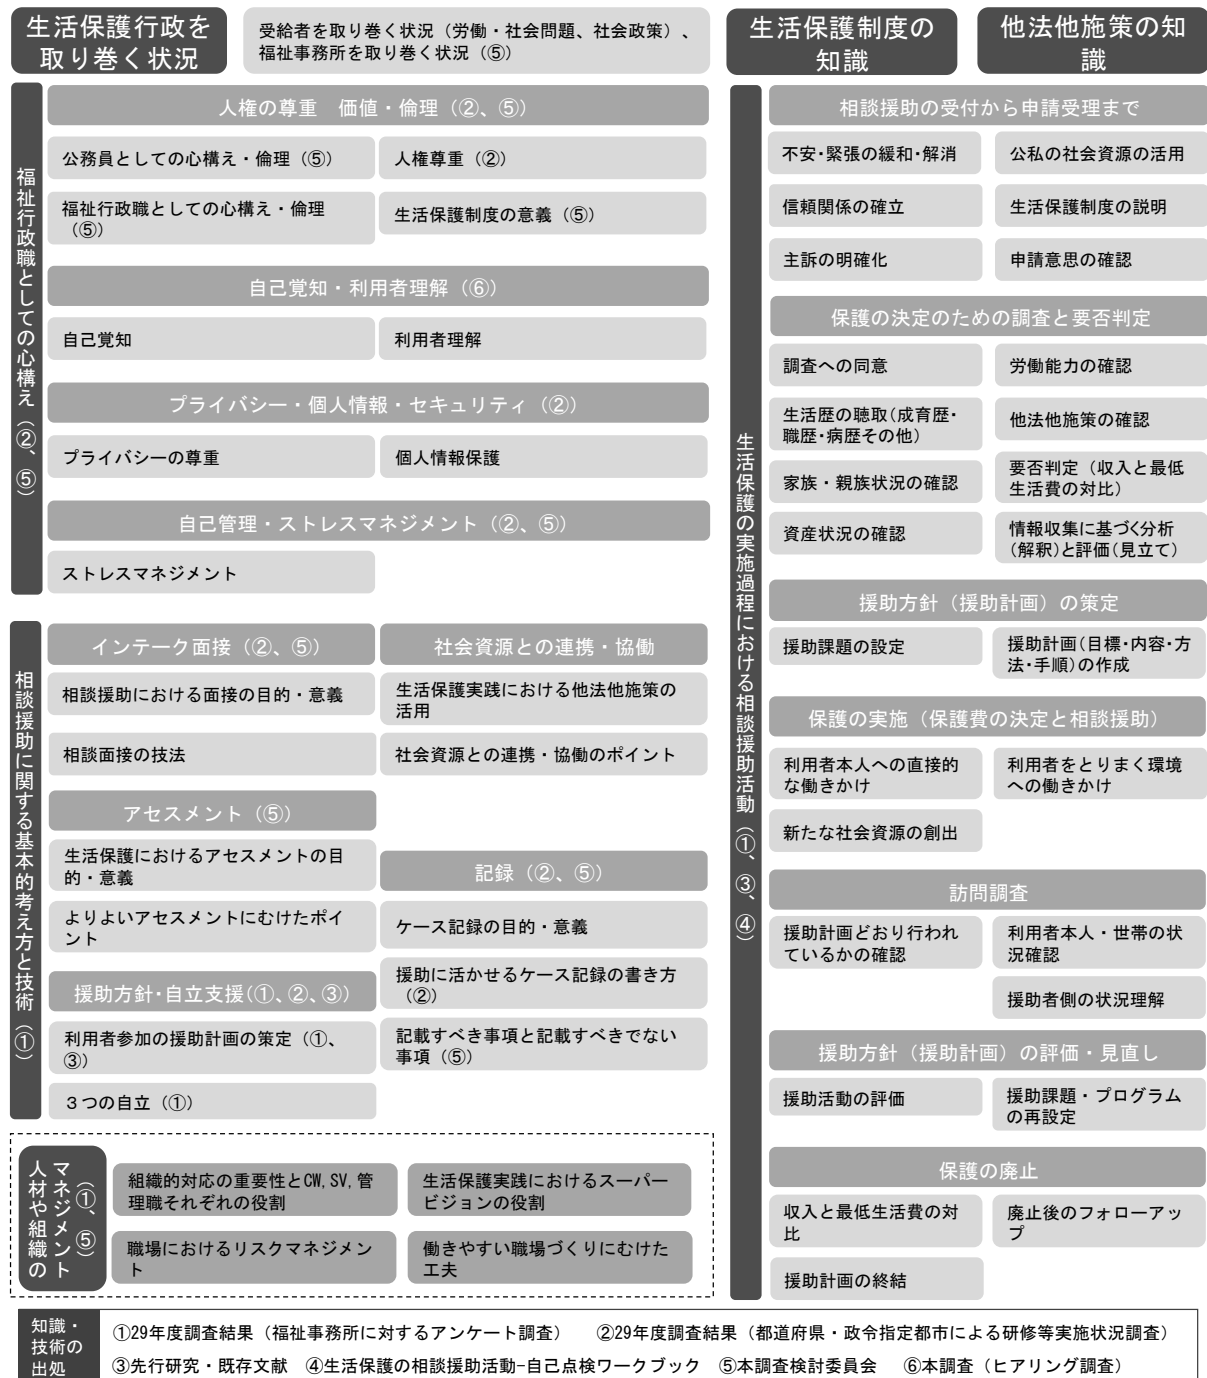 生活保護行政を
取り巻く状況
受給者を取り巻く状況（労働・社会問題、社会政策）、
福祉事務所を取り巻く状況（⑤）
福祉行政職としての心構え（②、⑤）
人権の尊重　価値・倫理（②、⑤）
公務員としての心構え・倫理（⑤）
人権尊重（②）
福祉行政職としての心構え・倫理
（⑤）
生活保護制度の意義（⑤）
自己覚知・利用者理解（⑥）
自己覚知
利用者理解
プライバシー・個人情報・セキュリティ（②）
プライバシーの尊重
個人情報保護
自己管理・ストレスマネジメント（②、⑤）
ストレスマネジメント
相談援助に関する基本的考え方と技術（①）
インテーク面接（②、⑤）
相談援助における面接の目的・意義
相談面接の技法
アセスメント（⑤）
生活保護におけるアセスメントの目
的・意義
よりよいアセスメントにむけたポイ
ント
援助方針・自立支援（①、②、③）
利用者参加の援助計画の策定（①、
③）
３つの自立（①）
社会資源との連携・協働
生活保護実践における他法他施策の
活用
社会資源との連携・協働のポイント
記録（②、⑤）
ケース記録の目的・意義
援助に活かせるケース記録の書き方
（②）
記載すべき事項と記載すべきでない
事項（⑤）
人材や組織の
マネジメント
（①、⑤）
組織的対応の重要性とCW,SV,管
理職それぞれの役割
生活保護実践におけるスーパー
ビジョンの役割
職場におけるリスクマネジメン
ト
働きやすい職場づくりにむけた
工夫
生活保護制度の
知識
他法他施策の知
識
生活保護の実施過程における相談援助活動（①、③、④）
相談援助の受付から申請受理まで
不安・緊張の緩和・解消
公私の社会資源の活用
信頼関係の確立
生活保護制度の説明
主訴の明確化
申請意思の確認
保護の決定のための調査と要否判定
調査への同意
労働能力の確認
生活歴の聴取（成育歴・
職歴・病歴その他）
他法他施策の確認
家族・親族状況の確認
要否判定（収入と最低
生活費の対比）
資産状況の確認
情報収集に基づく分析
（解釈）と評価（見立て）
援助方針（援助計画）の策定
援助課題の設定
援助計画（目標・内容・方
法・手順）の作成
保護の実施（保護費の決定と相談援助）
利用者本人への直接的
な働きかけ
利用者をとりまく環境
への働きかけ
新たな社会資源の創出
訪問調査
援助計画どおり行われ
ているかの確認
利用者本人・世帯の状
況確認
援助者側の状況理解
援助方針（援助計画）の評価・見直し
援助活動の評価
援助課題・プログラム
の再設定
保護の廃止
収入と最低生活費の対
比
廃止後のフォローアッ
プ
援助計画の終結
知識・
技術の
出処
①29年度調査結果（福祉事務所に対するアンケート調査）　②29年度調査結果（都道府県・政令指定都市による研修等実施状況調査）
③先行研究・既存文献　④生活保護の相談援助活動-自己点検ワークブック　⑤本調査検討委員会　⑥本調査（ヒアリング調査）